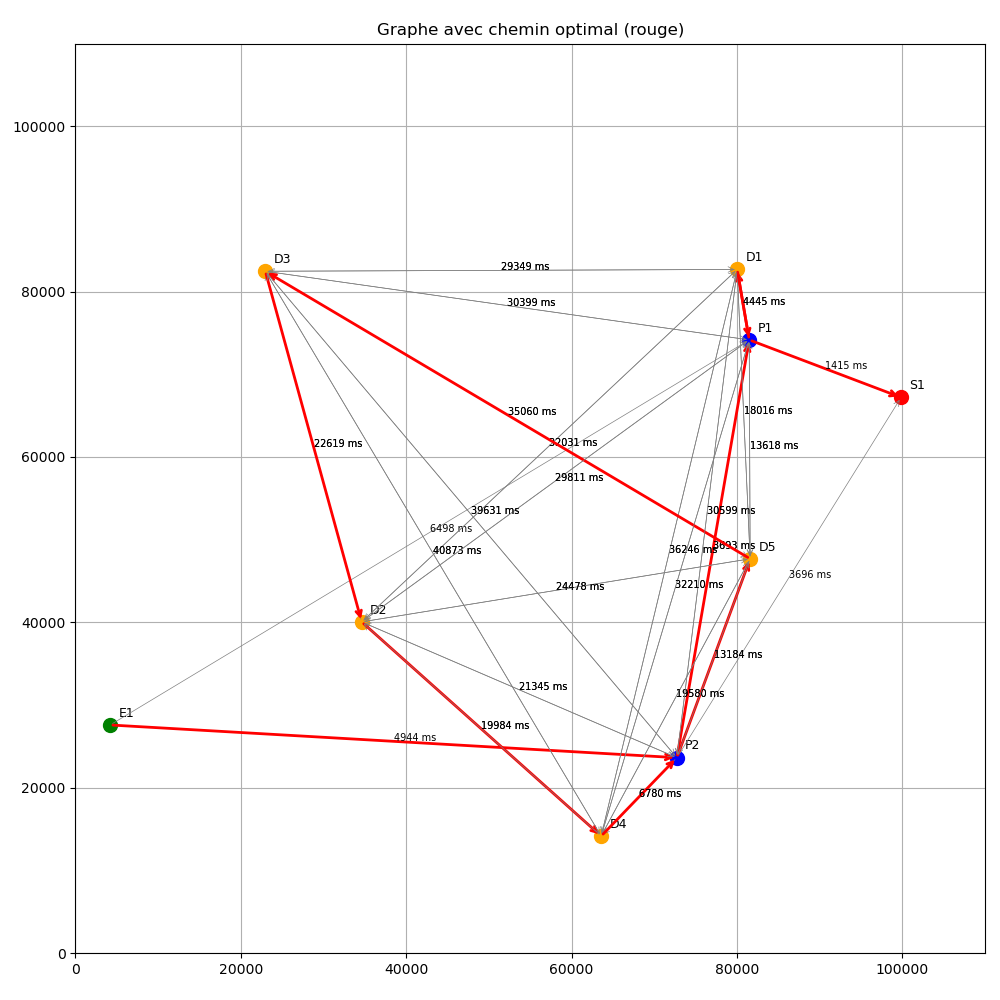 Graphe avec chemin optimal (rouge)
100000
80000
60000
40000
20000
0
D3
D1
29349 ms
30399 ms
4445 ms
P1
1415 ms
S1
35060 ms
18016 ms
22619 ms
32031 ms
13618 ms
29811 ms
39631 ms
30599 ms
6498 ms
40873 ms
36246 ms
3693 ms
D5
24478 ms
32210 ms
3696 ms
D2
13184 ms
21345 ms
19580 ms
E1
4944 ms
19984 ms
P2
6780 ms
D4
0
20000
40000
60000
80000
100000